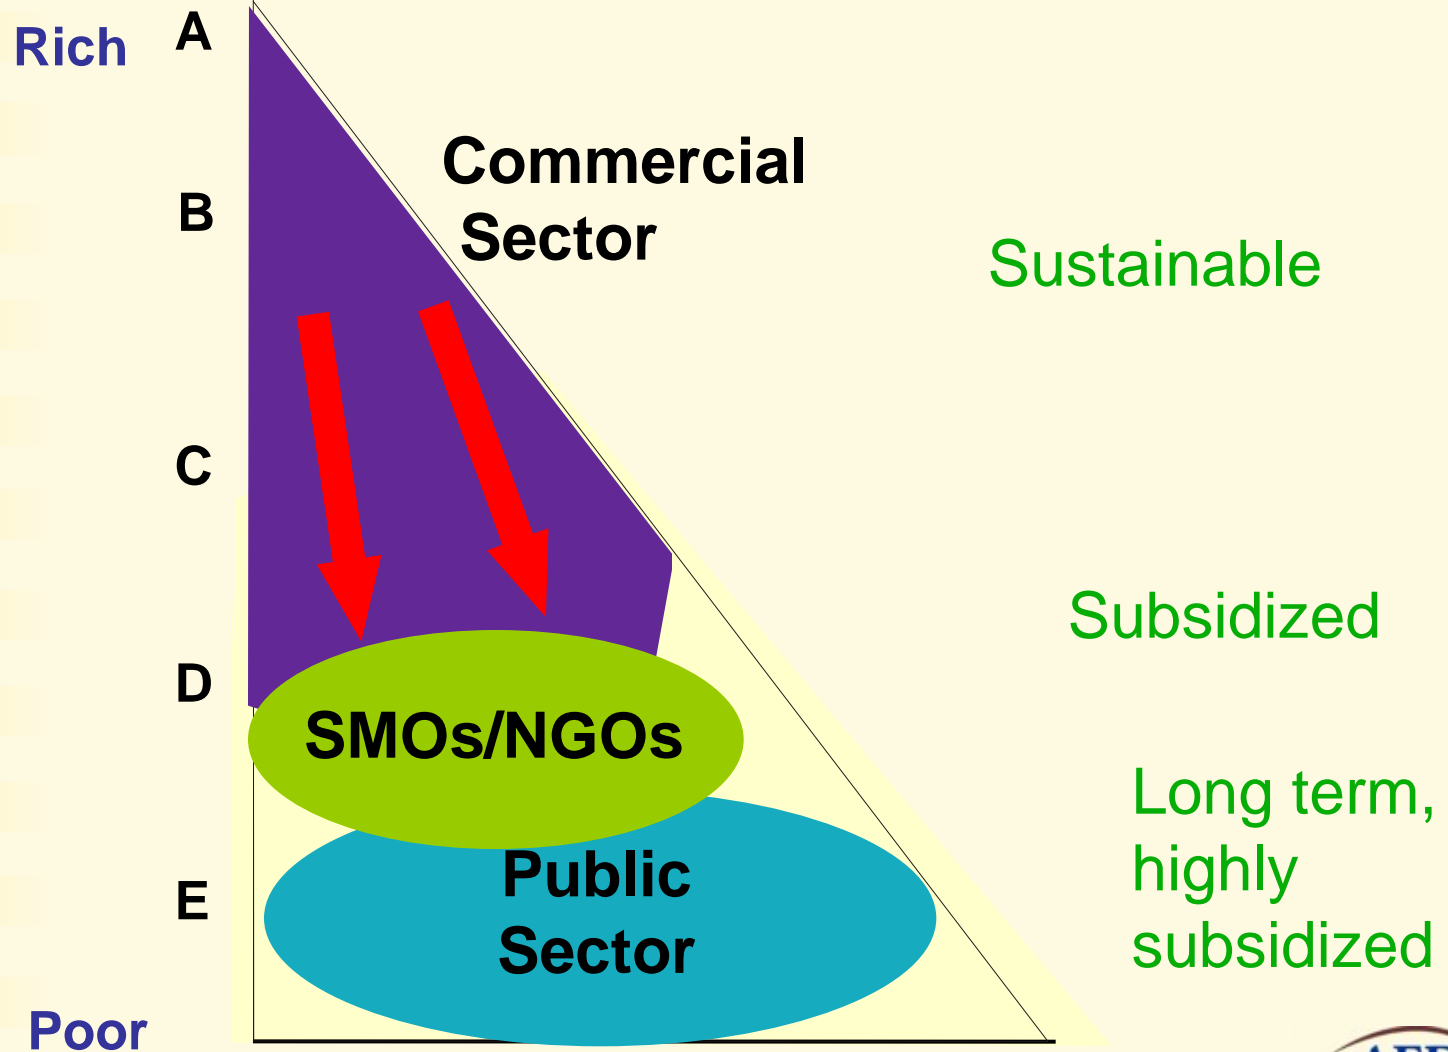 Rich
A
Commercial
Sector
B
Sustainable
C
Subsidized
D
SMOs/NGOs
Long term,
highly
subsidized
Public
Sector
E
Poor